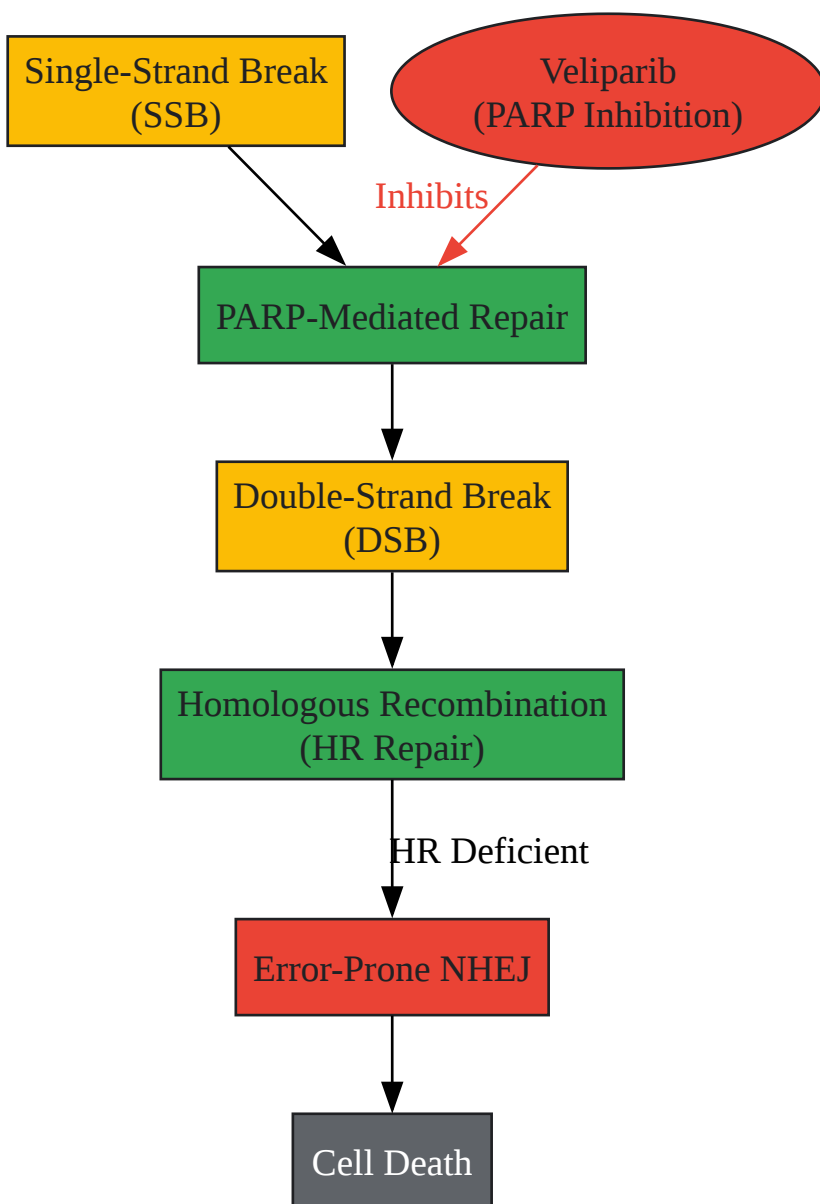 Single-Strand Break
(SSB)
Veliparib
(PARP Inhibition)
Inhibits
PARP-Mediated Repair
Double-Strand Break
(DSB)
Homologous Recombination
(HR Repair)
HR Deficient
Error-Prone NHEJ
Cell Death